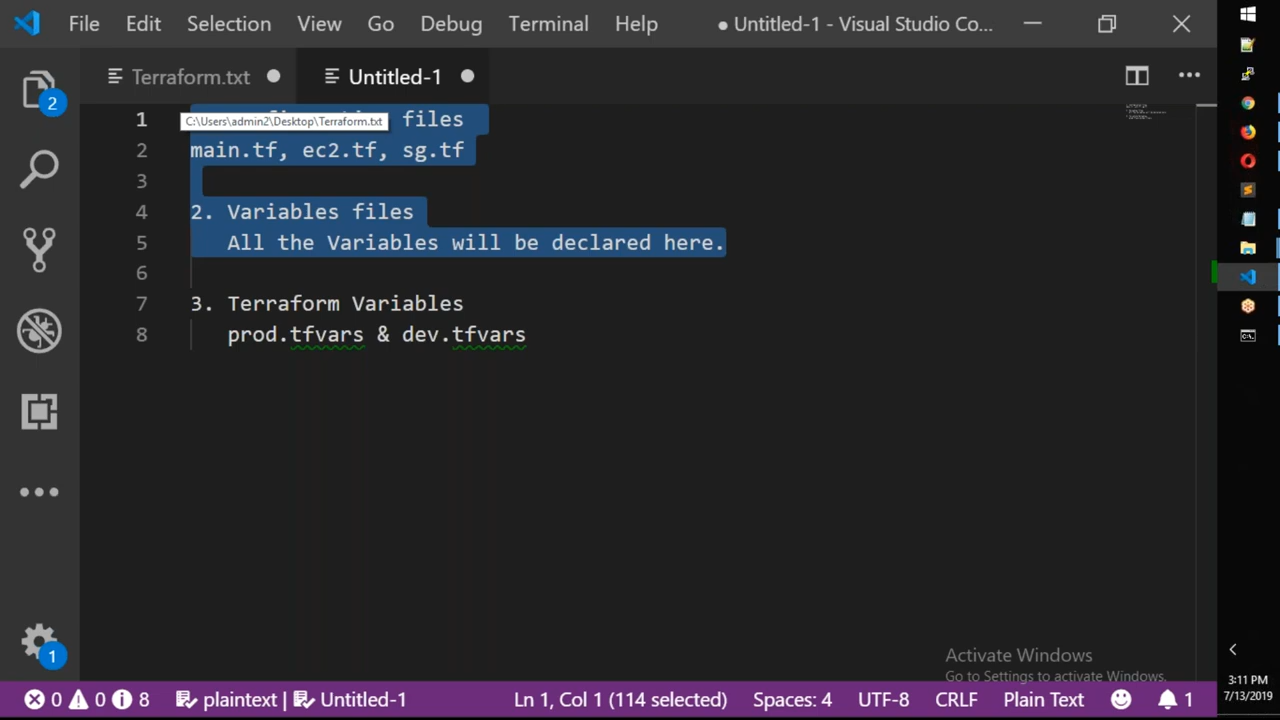 File Edit Selection View Go Debug Terminal Help ● Untitled-1 - Visual Studio Co...
Terraform.txt Untitled-1
1 files
C:\Users\admin2\Desktop\Terraform.txt
2 main.tf, ec2.tf, sg.tf
3
4 2. Variables files
5 All the Variables will be declared here.
6
7 3. Terraform Variables
8 prod.tfvars & dev.tfvars
2
1
Activate Windows
Go to Settings to activate Windows.
0 0 8 plaintext | Untitled-1 Ln 1, Col 1 (114 selected) Spaces: 4 UTF-8 CRLF Plain Text 1
3:11 PM
7/13/2019